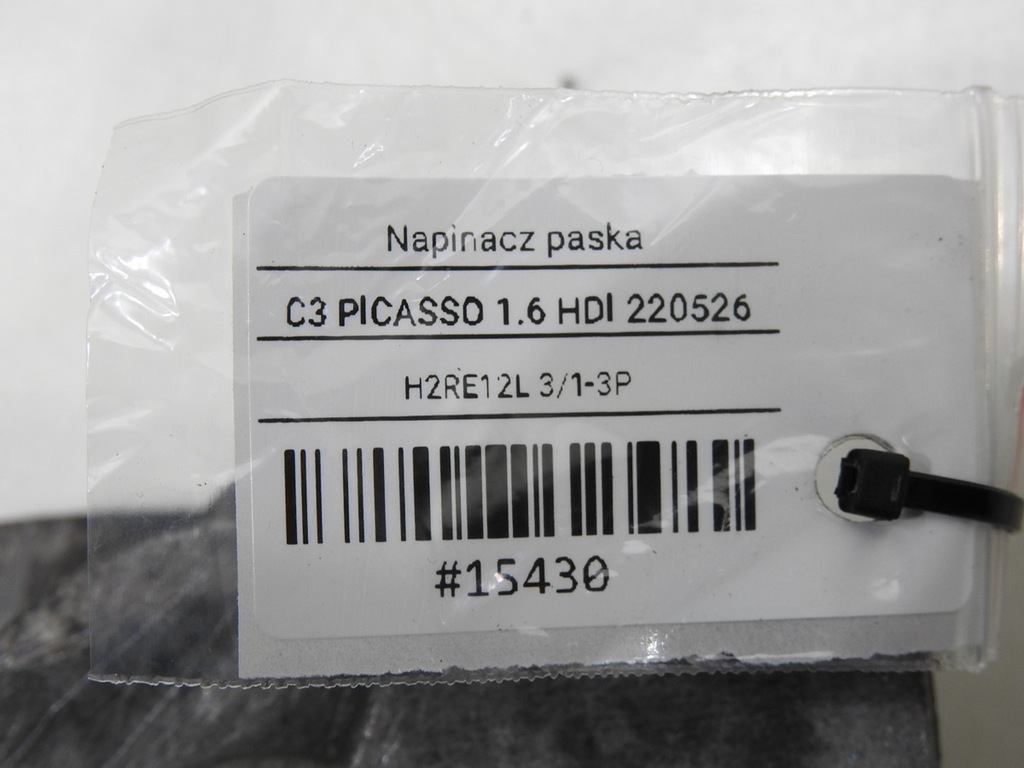 Napinacz paska
C3 PICASSO 1.6 HDI 220526
H2RE12L 3/1-3P
#15430